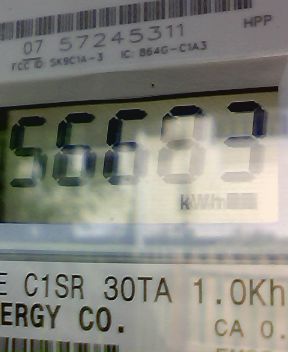 07 57245311
HPP
FCC ID: SK9C1A-3 IC: 864G-C1A3
56683
kWh
E C1SR 30TA 1.0Kh
ERGY CO.
CA 0.